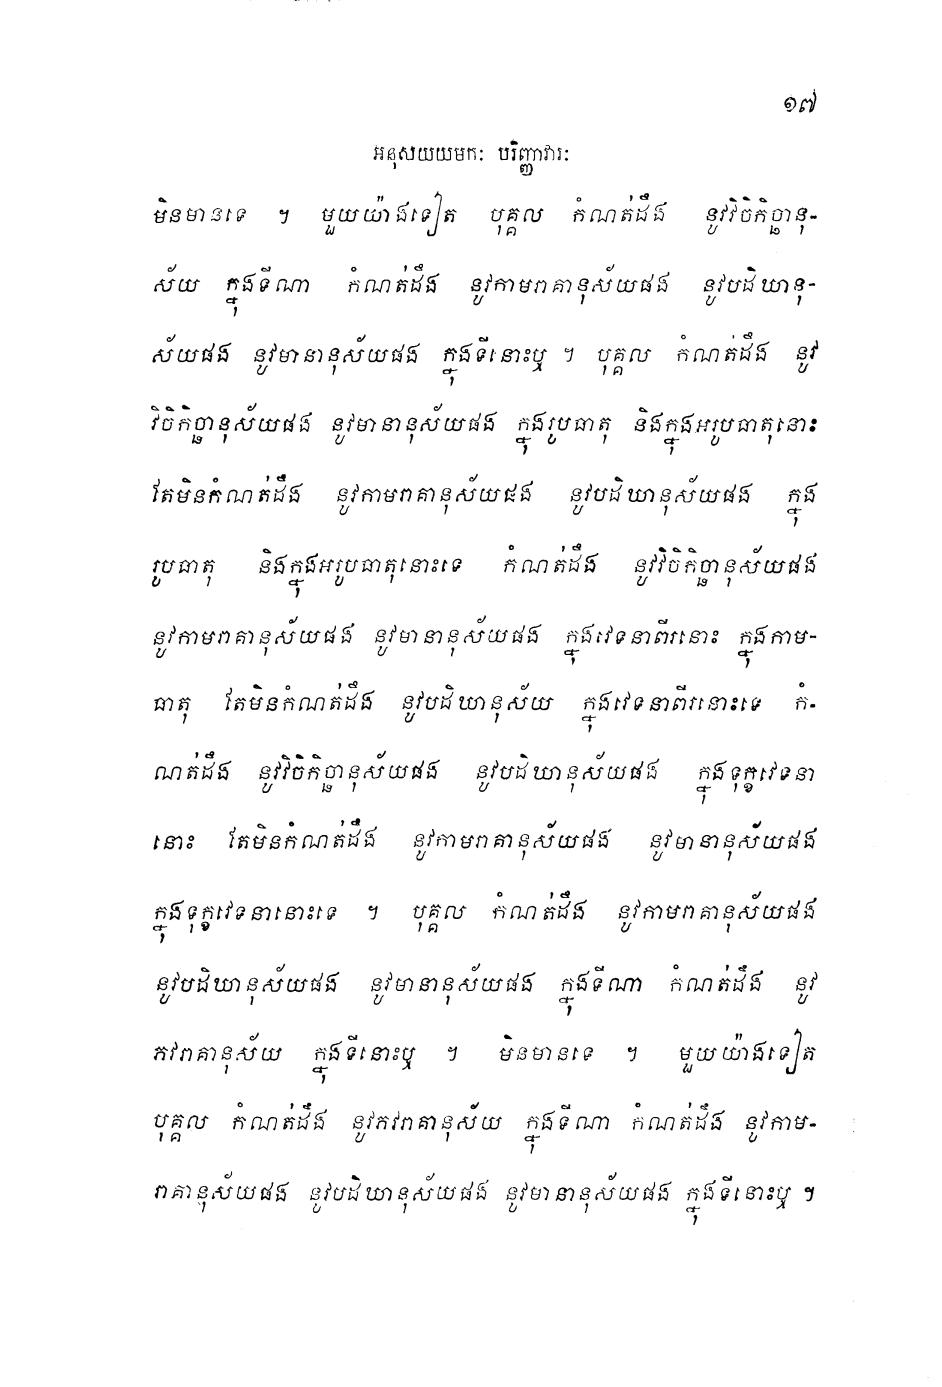 ១៧
អនុសយយមកៈ បរិញ្ញាវារៈ
មិនមានទេ ។ មួយយ៉ាងទៀត បុគ្គល កំណត់ដឹង នូវវិចិកិច្ឆានុ-
ស័យ ក្នុងទីណា កំណត់ដឹង នូវកាមរាគានុស័យផង នូវបដិឃានុ-
ស័យផង នូវមានានុស័យផង ក្នុងទីនោះឬ ។ បុគ្គល កំណត់ដឹង នូវ
វិចិកិច្ឆានុស័យផង នូវមានានុស័យផង ក្នុងរូបធាតុ និងក្នុងអរូបធាតុនោះ
តែមិនកំណត់ដឹង នូវកាមរាគានុស័យផង នូវបដិឃានុស័យផង ក្នុង
រូបធាតុ និងក្នុងអរូបធាតុនោះទេ កំណត់ដឹង នូវវិចិកិច្ឆានុស័យផង
នូវកាមរាគានុស័យផង នូវមានានុស័យផង ក្នុងវេទនាពីរនោះ ក្នុងកាម-
ធាតុ តែមិនកំណត់ដឹង នូវបដិឃានុស័យ ក្នុងវេទនាពីរនោះទេ កំ-
ណត់ដឹង នូវវិចិកិច្ឆានុស័យផង នូវបដិឃានុស័យផង ក្នុងទុក្ខវេទនា
នោះ តែមិនកំណត់ដឹង នូវកាមរាគានុស័យផង នូវមានានុស័យផង
ក្នុងទុក្ខវេទនានោះទេ ។ បុគ្គល កំណត់ដឹង នូវកាមរាគានុស័យផង
នូវបដិឃានុស័យផង នូវមានានុស័យផង ក្នុងទីណា កំណត់ដឹង នូវ
ភវរាគានុស័យ ក្នុងទីនោះឬ ។ មិនមានទេ ។ មួយយ៉ាងទៀត
បុគ្គល កំណត់ដឹង នូវភវរាគានុស័យ ក្នុងទីណា កំណត់ដឹង នូវកាម-
រាគានុស័យផង នូវបដិឃានុស័យផង នូវមានានុស័យផង ក្នុងទីនោះឬ ។